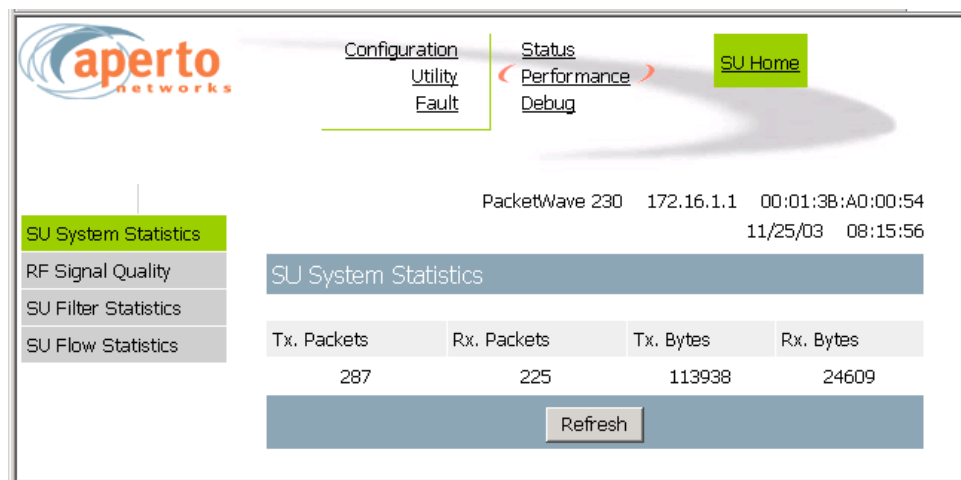 aperto
networks
Configuration
Utility
Fault
Status
Performance
Debug
SU Home
PacketWave 230 172.16.1.1 00:01:3B:A0:00:54
11/25/03 08:15:56
SU System Statistics
RF Signal Quality
SU Filter Statistics
SU Flow Statistics
SU System Statistics
Tx. Packets Rx. Packets Tx. Bytes Rx. Bytes
287 225 113938 24609
Refresh